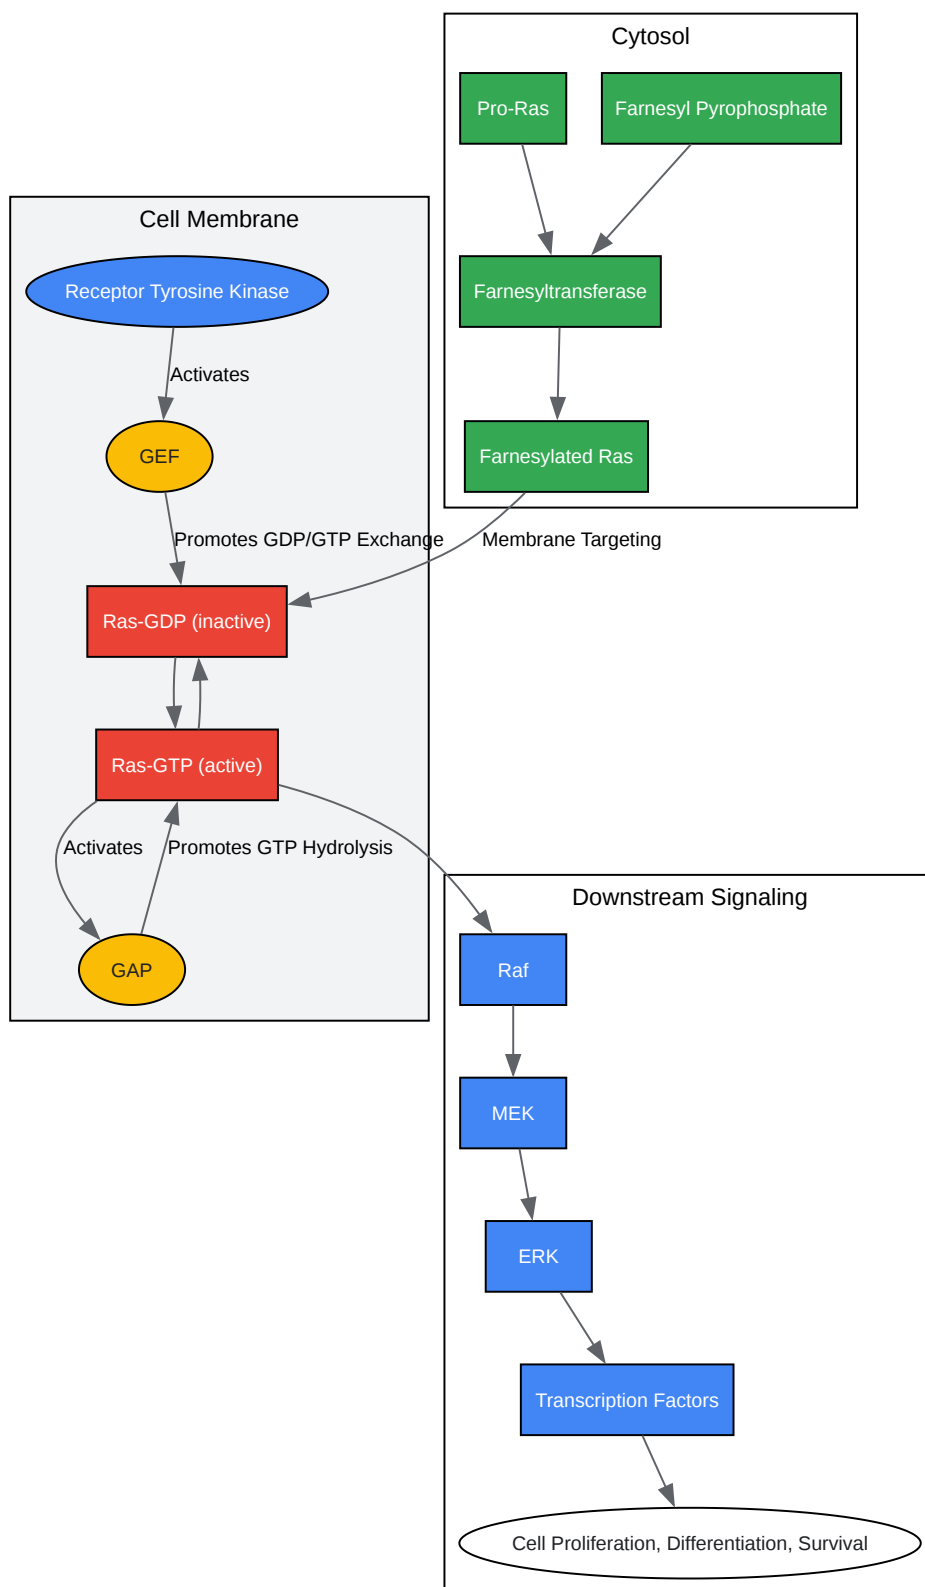 Cytosol
Pro-Ras
Farnesyl Pyrophosphate
Cell Membrane
Receptor Tyrosine Kinase
Farnesyltransferase
Activates
GEF
Farnesylated Ras
Promotes GDP/GTP Exchange
Membrane Targeting
Ras-GDP (inactive)
Ras-GTP (active)
Activates
Promotes GTP Hydrolysis
Downstream Signaling
GAP
Raf
MEK
ERK
Transcription Factors
Cell Proliferation, Differentiation, Survival